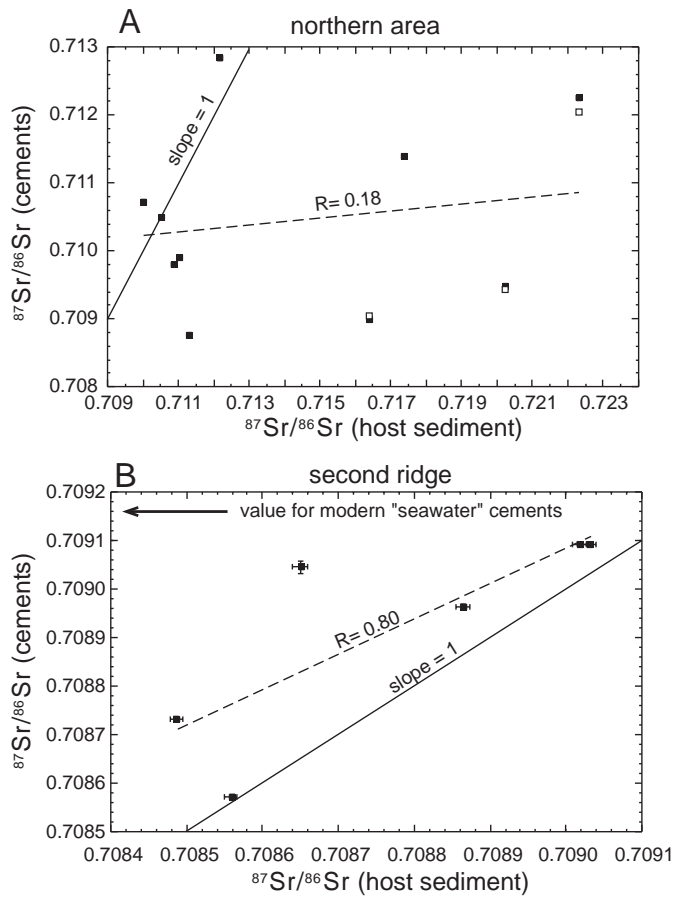 A
northern area
0.713
0.712
0.711
0.710
0.709
0.708
⁸⁷Sr/⁸⁶Sr (cements)
slope = 1
R= 0.18
0.709 0.711 0.713 0.715 0.717 0.719 0.721 0.723
⁸⁷Sr/⁸⁶Sr (host sediment)
B
second ridge
0.7092
0.7091
0.7090
0.7089
0.7088
0.7087
0.7086
0.7085
⁸⁷Sr/⁸⁶Sr (cements)
value for modern "seawater" cements
R= 0.80
slope = 1
0.7084 0.7085 0.7086 0.7087 0.7088 0.7089 0.7090 0.7091
⁸⁷Sr/⁸⁶Sr (host sediment)